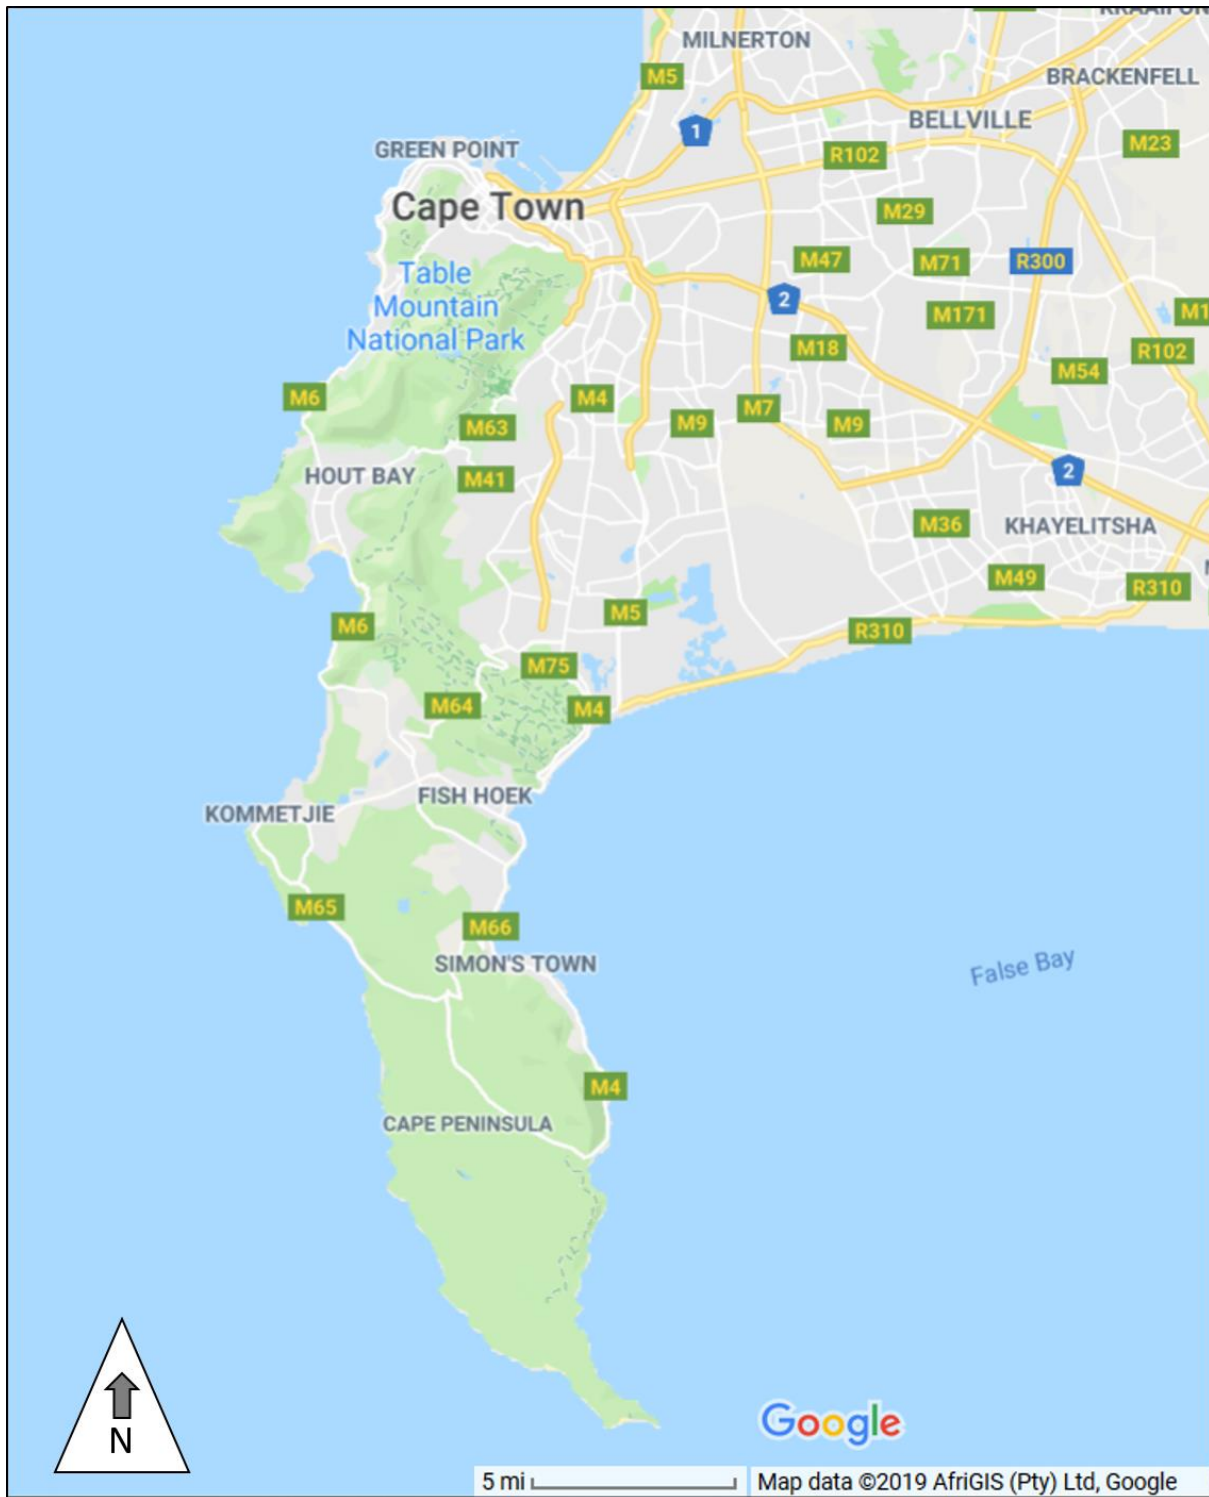 KRAAIFON
MILNERTON
M5
BRACKENFELL
1
BELLVILLE
M23
GREEN POINT
R102
Cape Town
M29
Table
Mountain
National Park
M47
M71
R300
2
M171
M1
M18
R102
M54
M6
M4
M7
M9
M9
M63
HOUT BAY
M41
2
M36
KHAYELITSHA
M49
R310
M6
M5
R310
M75
M64
M4
FISH HOEK
KOMMETJIE
M65
M66
SIMON'S TOWN
False Bay
M4
CAPE PENINSULA
N
Google
5 mi
Map data ©2019 AfriGIS (Pty) Ltd, Google